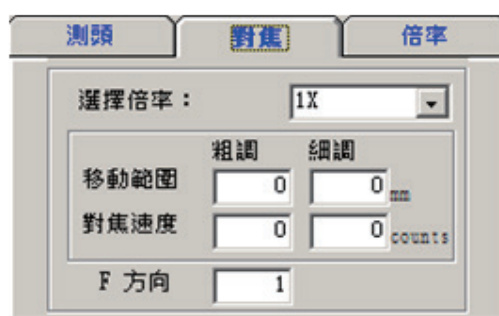 測頭 對焦 倍率
選擇倍率： 1X
粗調 細調
移動範圍 0 0 mm
對焦速度 0 0 counts
F 方向 1